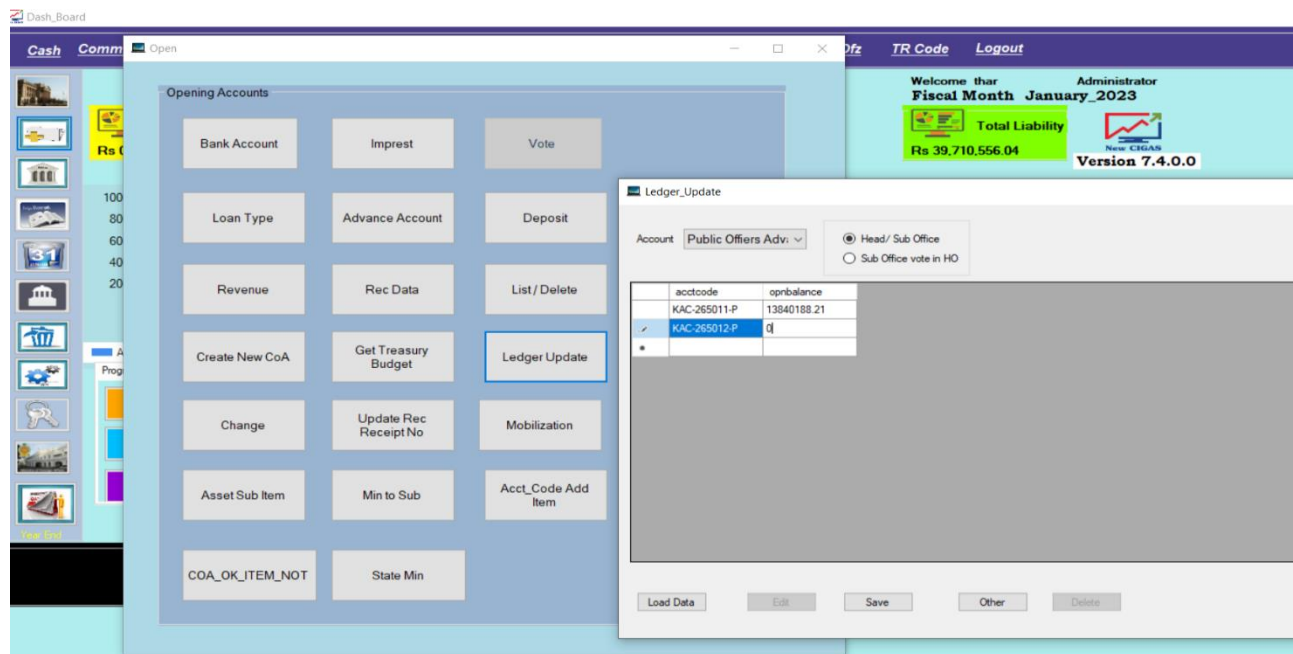 Dash_Board
Cash
Comm
Open
ofz
TR Code
Logout
Welcome thar
Administrator
Fiscal Month January_2023
Total Liability
Rs 39,710,556.04
New CIGAS
Version 7.4.0.0
Rs
100
80
60
40
20
31
A
Prog
Year End
Opening Accounts
Bank Account
Imprest
Vote
Loan Type
Advance Account
Deposit
Revenue
Rec Data
List / Delete
Create New CoA
Get Treasury
Budget
Ledger Update
Change
Update Rec
Receipt No
Mobilization
Asset Sub Item
Min to Sub
Acct_Code Add
Item
COA_OK_ITEM_NOT
State Min
Ledger_Update
Account
Public Offiers Adv
Head/ Sub Office
Sub Office vote in HO
acctcode opnbalance
KAC-265011-P 13840188.21
KAC-265012-P 0
Load Data
Edit
Save
Other
Delete